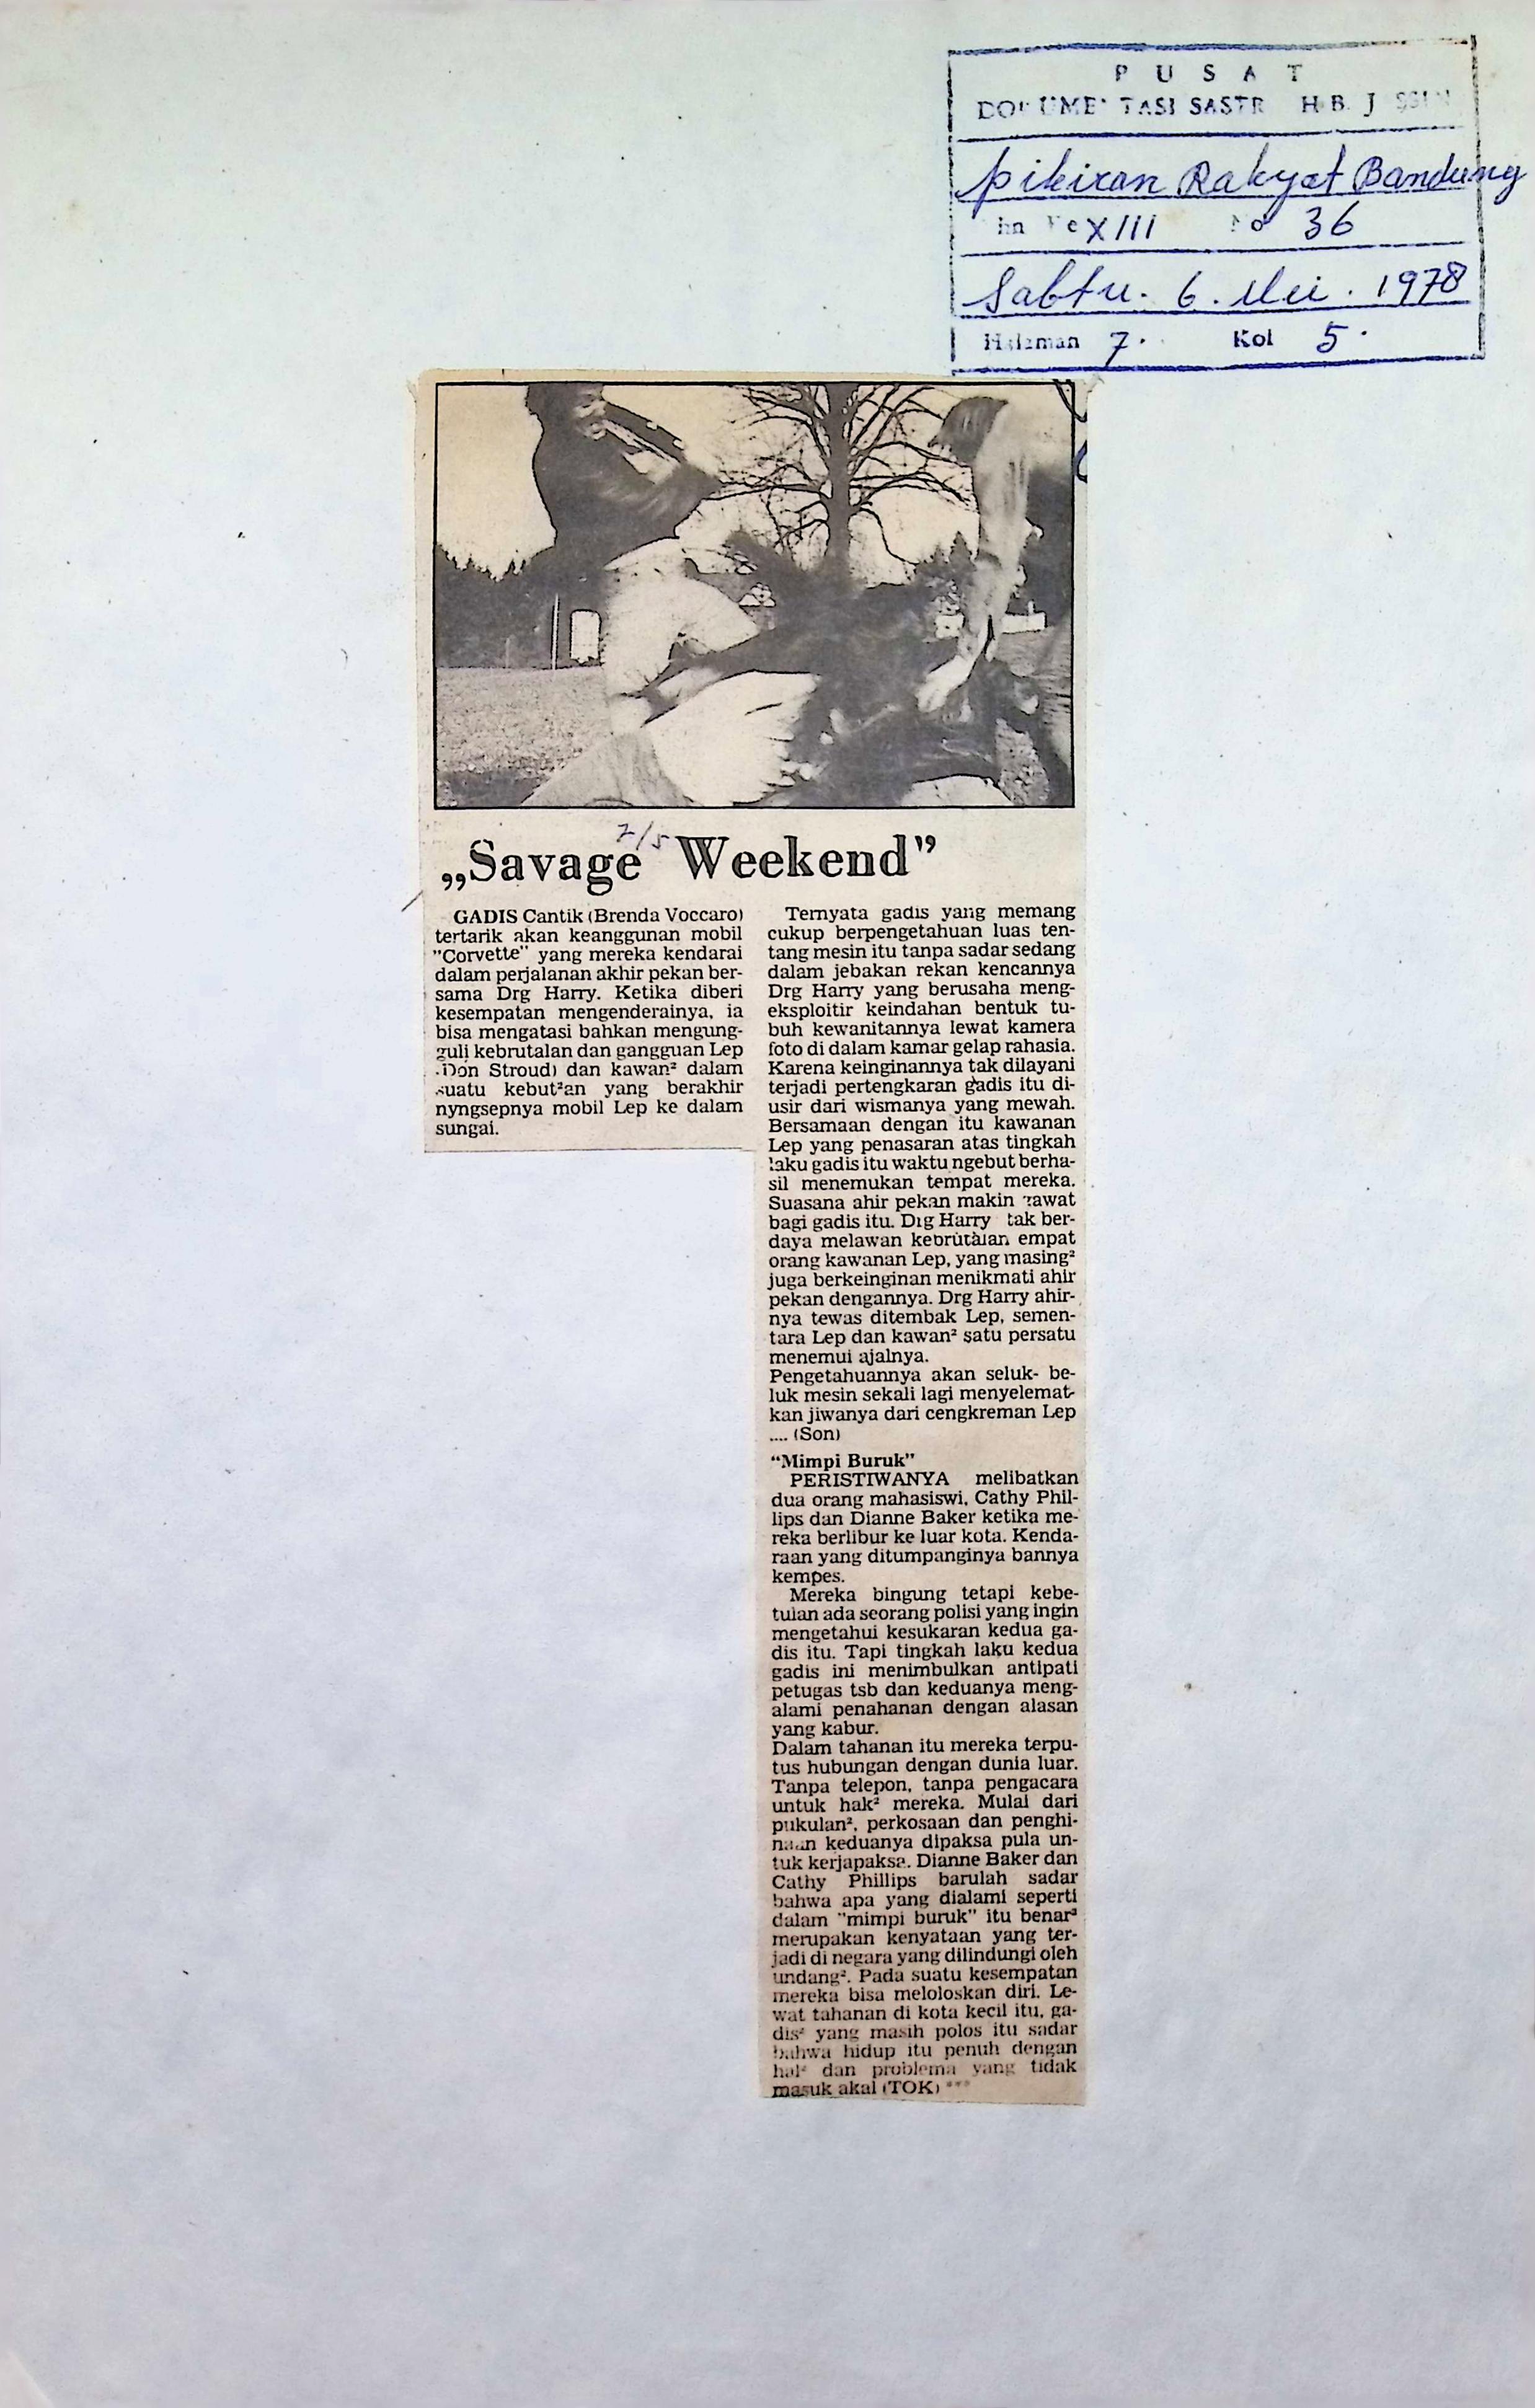 P U S A T
DOKUMENTASI SASTRA H.B. JASSIN
Pikiran Rakyat Bandung
Thn Ke XIII No 36
Sabtu. 6. Mei. 1978
Halaman 7. Kol 5.
7/5
„Savage Weekend”
GADIS Cantik (Brenda Voccaro)
tertarik akan keanggunan mobil
"Corvette" yang mereka kendarai
dalam perjalanan akhir pekan ber-
sama Drg Harry. Ketika diberi
kesempatan mengenderainya, ia
bisa mengatasi bahkan mengung-
guli kebrutalan dan gangguan Lep
(Don Stroud) dan kawan² dalam
suatu kebut²an yang berakhir
nyngsepnya mobil Lep ke dalam
sungai.
Ternyata gadis yang memang
cukup berpengetahuan luas ten-
tang mesin itu tanpa sadar sedang
dalam jebakan rekan kencannya
Drg Harry yang berusaha meng-
eksploitir keindahan bentuk tu-
buh kewanitannya lewat kamera
foto di dalam kamar gelap rahasia.
Karena keinginannya tak dilayani
terjadi pertengkaran gadis itu di-
usir dari wismanya yang mewah.
Bersamaan dengan itu kawanan
Lep yang penasaran atas tingkah
laku gadis itu waktu ngebut berha-
sil menemukan tempat mereka.
Suasana ahir pekan makin rawat
bagi gadis itu. Drg Harry tak ber-
daya melawan kebrutalan empat
orang kawanan Lep, yang masing²
juga berkeinginan menikmati ahir
pekan dengannya. Drg Harry ahir-
nya tewas ditembak Lep, semen-
tara Lep dan kawan² satu persatu
menemui ajalnya.
Pengetahuannya akan seluk- be-
luk mesin sekali lagi menyelemat-
kan jiwanya dari cengkreman Lep
.... (Son)
“Mimpi Buruk”
PERISTIWANYA melibatkan
dua orang mahasiswi, Cathy Phil-
lips dan Dianne Baker ketika me-
reka berlibur ke luar kota. Kenda-
raan yang ditumpanginya bannya
kempes.
Mereka bingung tetapi kebe-
tulan ada seorang polisi yang ingin
mengetahui kesukaran kedua ga-
dis itu. Tapi tingkah laku kedua
gadis ini menimbulkan antipati
petugas tsb dan keduanya meng-
alami penahanan dengan alasan
yang kabur.
Dalam tahanan itu mereka terpu-
tus hubungan dengan dunia luar.
Tanpa telepon, tanpa pengacara
untuk hak² mereka. Mulai dari
pukulan², perkosaan dan penghi-
naan keduanya dipaksa pula un-
tuk kerjapaksa. Dianne Baker dan
Cathy Phillips barulah sadar
bahwa apa yang dialami seperti
dalam "mimpi buruk" itu benar²
merupakan kenyataan yang ter-
jadi di negara yang dilindungi oleh
undang². Pada suatu kesempatan
mereka bisa meloloskan diri. Le-
wat tahanan di kota kecil itu, ga-
dis² yang masih polos itu sadar
bahwa hidup itu penuh dengan
hal² dan problema yang tidak
masuk akal (TOK) ***